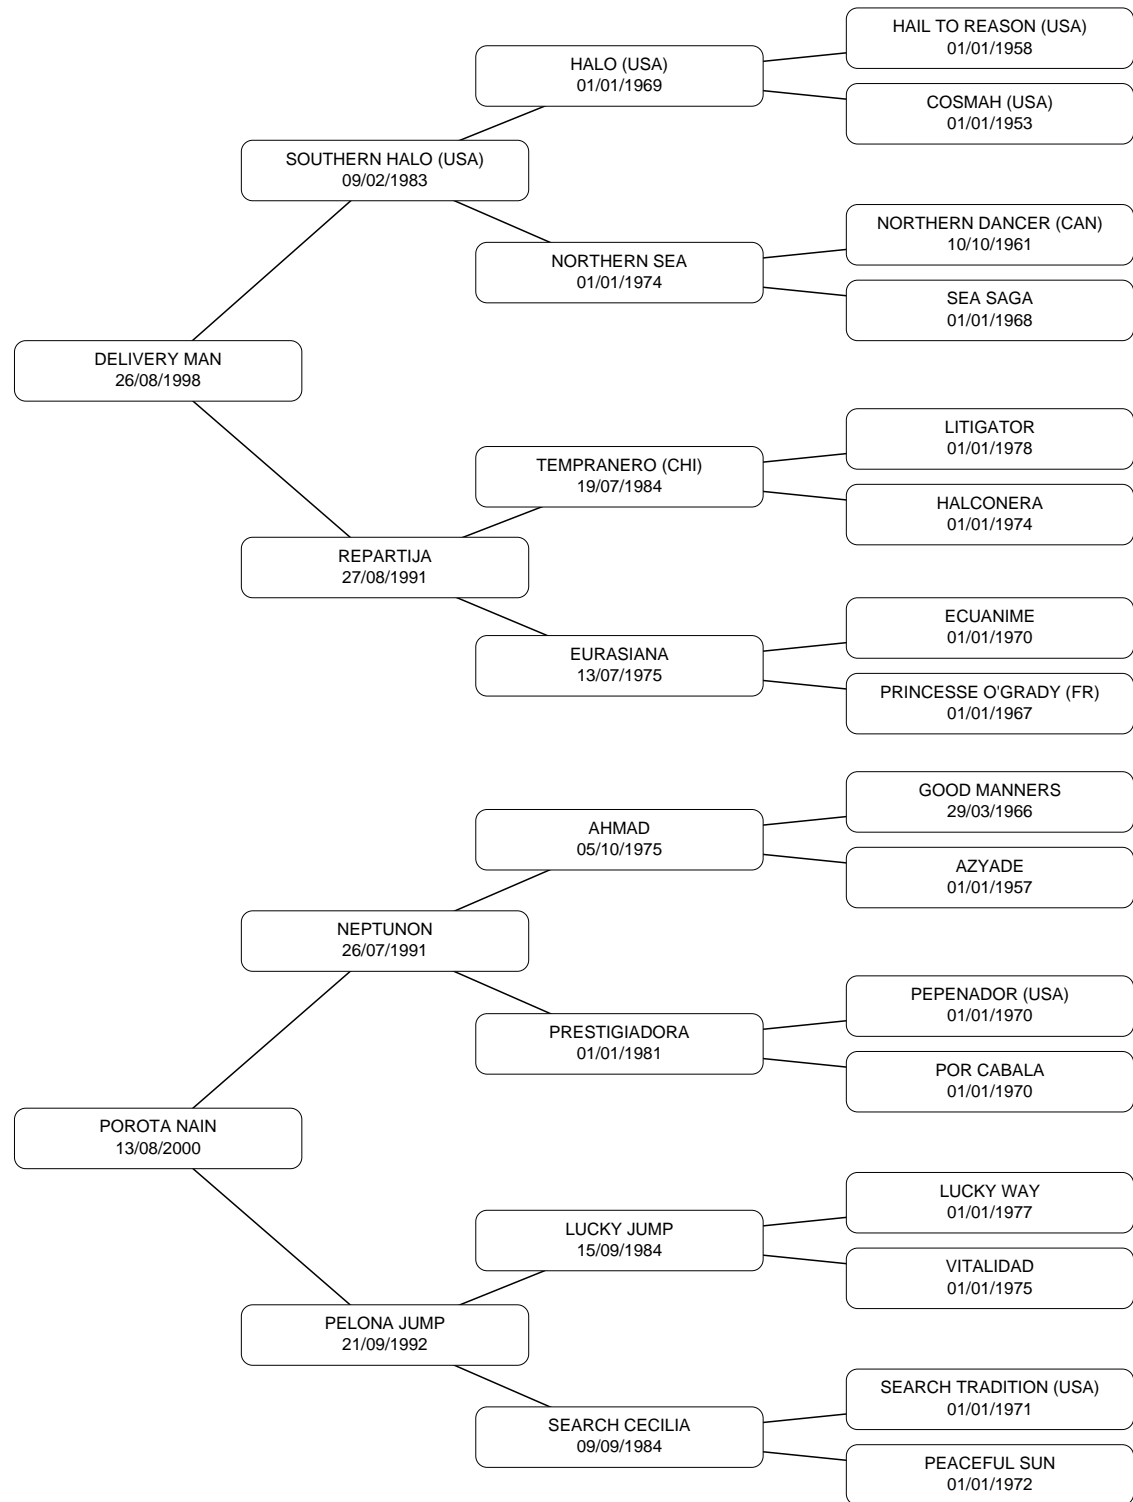 HAIL TO REASON (USA)
01/01/1958
HALO (USA)
01/01/1969
COSMAH (USA)
01/01/1953
SOUTHERN HALO (USA)
09/02/1983
NORTHERN DANCER (CAN)
10/10/1961
NORTHERN SEA
01/01/1974
SEA SAGA
01/01/1968
DELIVERY MAN
26/08/1998
LITIGATOR
01/01/1978
TEMPRANERO (CHI)
19/07/1984
HALCONERA
01/01/1974
REPARTIJA
27/08/1991
ECUANIME
01/01/1970
EURASIANA
13/07/1975
PRINCESSE O'GRADY (FR)
01/01/1967
GOOD MANNERS
29/03/1966
AHMAD
05/10/1975
AZYADE
01/01/1957
NEPTUNON
26/07/1991
PEPENADOR (USA)
01/01/1970
PRESTIGIADORA
01/01/1981
POR CABALA
01/01/1970
POROTA NAIN
13/08/2000
LUCKY WAY
01/01/1977
LUCKY JUMP
15/09/1984
VITALIDAD
01/01/1975
PELONA JUMP
21/09/1992
SEARCH TRADITION (USA)
01/01/1971
SEARCH CECILIA
09/09/1984
PEACEFUL SUN
01/01/1972